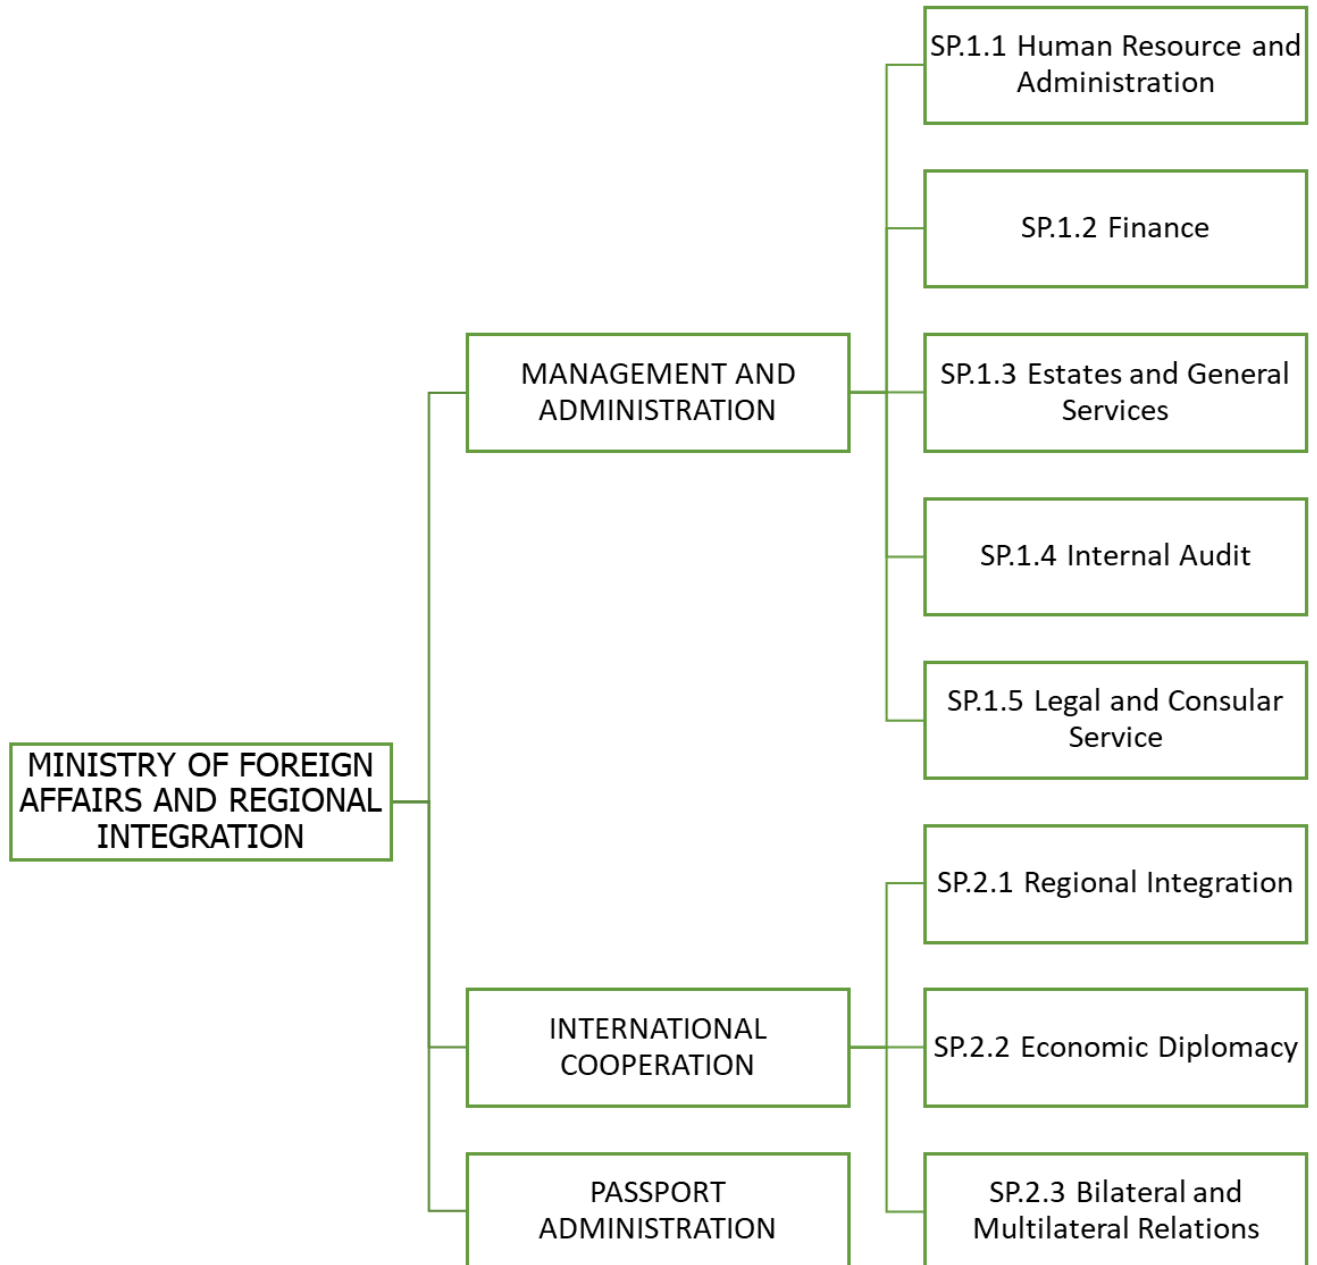 MINISTRY OF FOREIGN
AFFAIRS AND REGIONAL
INTEGRATION
MANAGEMENT AND
ADMINISTRATION
SP.1.1 Human Resource and
Administration
SP.1.2 Finance
SP.1.3 Estates and General
Services
SP.1.4 Internal Audit
SP.1.5 Legal and Consular
Service
INTERNATIONAL
COOPERATION
SP.2.1 Regional Integration
SP.2.2 Economic Diplomacy
SP.2.3 Bilateral and
Multilateral Relations
PASSPORT
ADMINISTRATION